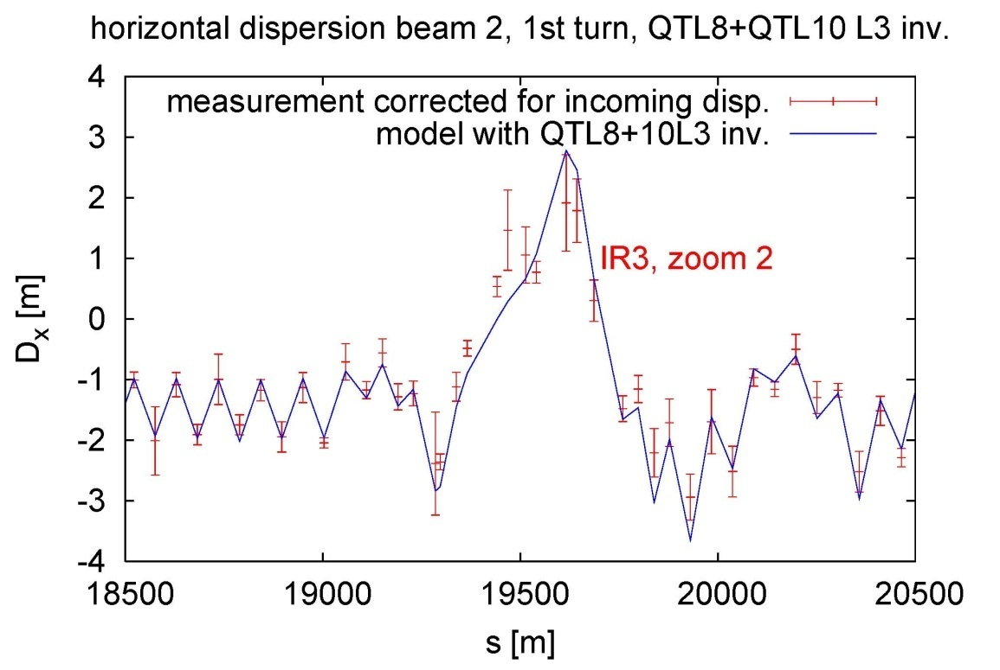 horizontal dispersion beam 2, 1st turn, QTL8+QTL10 L3 inv.
measurement corrected for incoming disp.
model with QTL8+10L3 inv.
IR3, zoom 2
Dx [m]
4
3
2
1
0
-1
-2
-3
-4
18500 19000 19500 20000 20500
s [m]